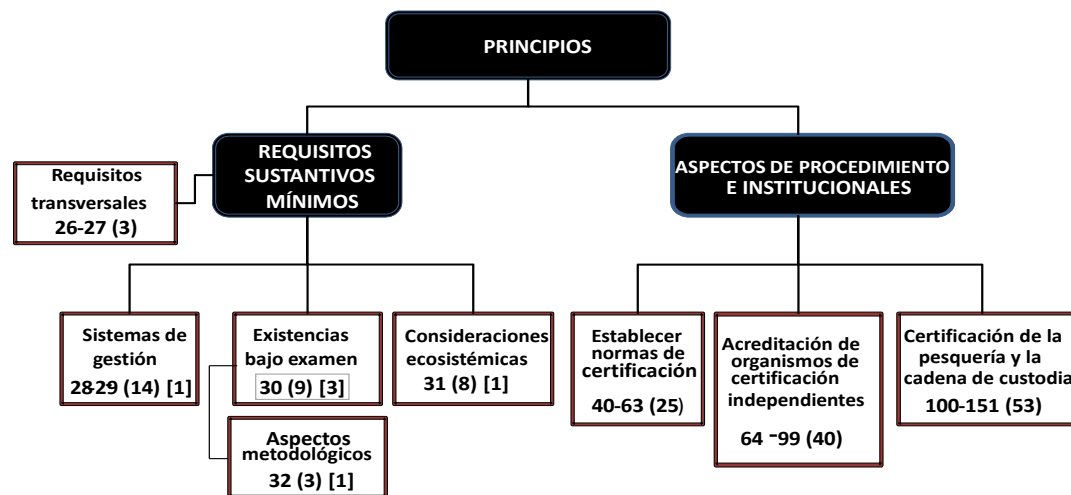 PRINCIPIOS
REQUISITOS
SUSTANTIVOS
MÍNIMOS
ASPECTOS DE PROCEDIMIENTO
E INSTITUCIONALES
Requisitos
transversales
26-27 (3)
Sistemas de
gestión
28-29 (14) [1]
Existencias
bajo examen
30 (9) [3]
Consideraciones
ecosistémicas
31 (8) [1]
Aspectos
metodológicos
32 (3) [1]
Establecer
normas de
certificación
40-63 (25)
Acreditación de
organismos de
certificación
independientes
64 -99 (40)
Certificación de la
pesquería y la
cadena de custodia
100-151 (53)